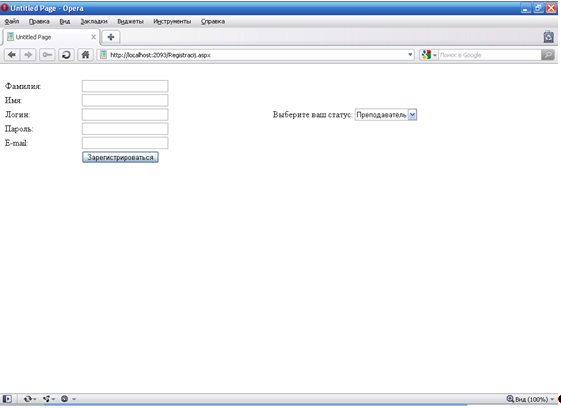 Untitled Page - Opera
Файл Правка Вид Закладки Виджеты Инструменты Справка
Untitled Page
http://localhost:2093/Registracij.aspx
Поиск в Google
Фамилия:
Имя:
Логин:
Выберите ваш статус: Преподаватель
Пароль:
E-mail:
Зарегистрироваться
Вид (100%)